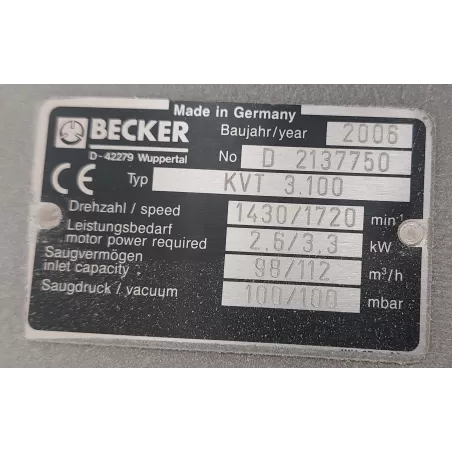 Made in Germany
BECKER
Baujahr/year 2006
D-42279 Wuppertal
No D 2137750
CE Typ KVT 3.100
Drehzahl / speed 1430/1720 min-1
Leistungsbedarf
motor power required 2,6/3,3 kW
Saugvermögen
inlet capacity 98/112 m³/h
Saugdruck / vacuum 100/100 mbar